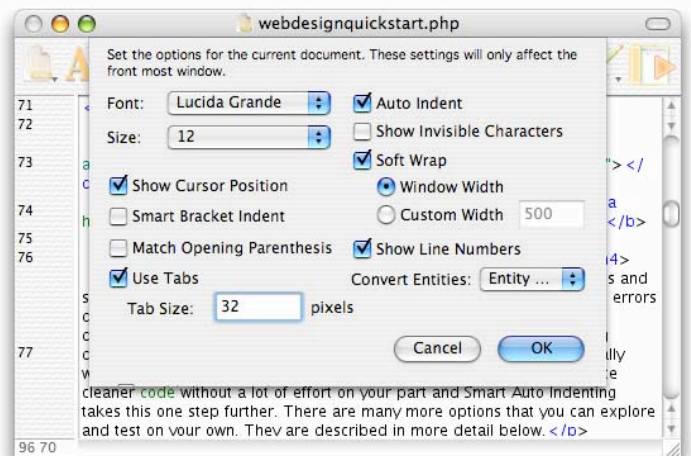 webdesignquickstart.php
Set the options for the current document. These settings will only affect the
front most window.
Font: Lucida Grande
Size: 12
Auto Indent
Show Invisible Characters
Soft Wrap
Window Width
Custom Width 500
Show Cursor Position
Smart Bracket Indent
Match Opening Parenthesis
Show Line Numbers
Use Tabs
Convert Entities: Entity ...
Tab Size: 32 pixels
Cancel
OK
71
72
73
"></
74
a
</b>
75
76
s and
errors
77
cleaner code without a lot of effort on your part and Smart Auto Indenting
takes this one step further. There are many more options that you can explore
and test on your own. They are described in more detail below.</p>
96 70